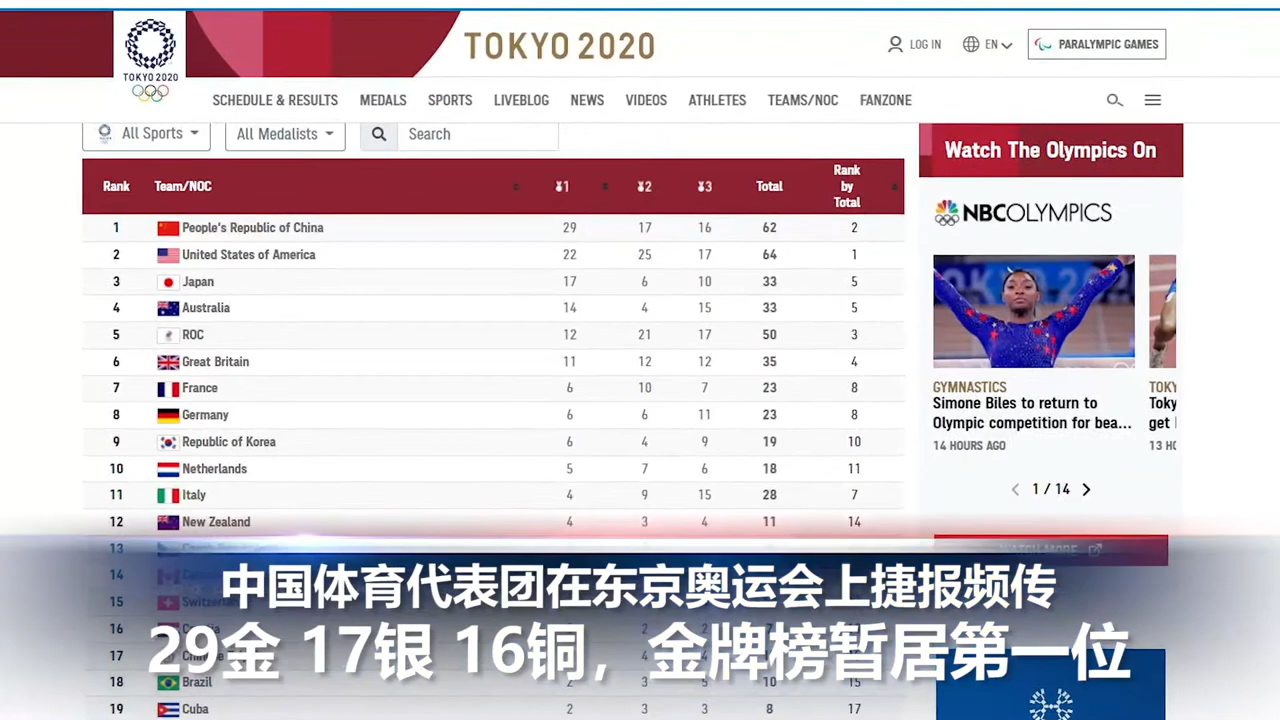 TOKYO 2020
TOKYO 2020
LOG IN
EN
PARALYMPIC GAMES
SCHEDULE & RESULTS MEDALS SPORTS LIVEBLOG NEWS VIDEOS ATHLETES TEAMS/NOC FANZONE
All Sports All Medalists Search
Rank Team/NOC 1 2 3 Total Rank by Total
1 People's Republic of China 29 17 16 62 2
2 United States of America 22 25 17 64 1
3 Japan 17 6 10 33 5
4 Australia 14 4 15 33 5
5 ROC 12 21 17 50 3
6 Great Britain 11 12 12 35 4
7 France 6 10 7 23 8
8 Germany 6 6 11 23 8
9 Republic of Korea 6 4 9 19 10
10 Netherlands 5 7 6 18 11
11 Italy 4 9 15 28 7
12 New Zealand 4 3 4 11 14
13
14
15 Switzerland
16
17
18 Brazil 2 3 5 10 15
19 Cuba 2 3 3 8 17
Watch The Olympics On
NBCOLYMPICS
GYMNASTICS
Simone Biles to return to
Olympic competition for bea...
14 HOURS AGO
TOKY
Toky
get
13 HO
1 / 14
WATCH MORE
中国体育代表团在东京奥运会上捷报频传
29金 17银 16铜，金牌榜暂居第一位